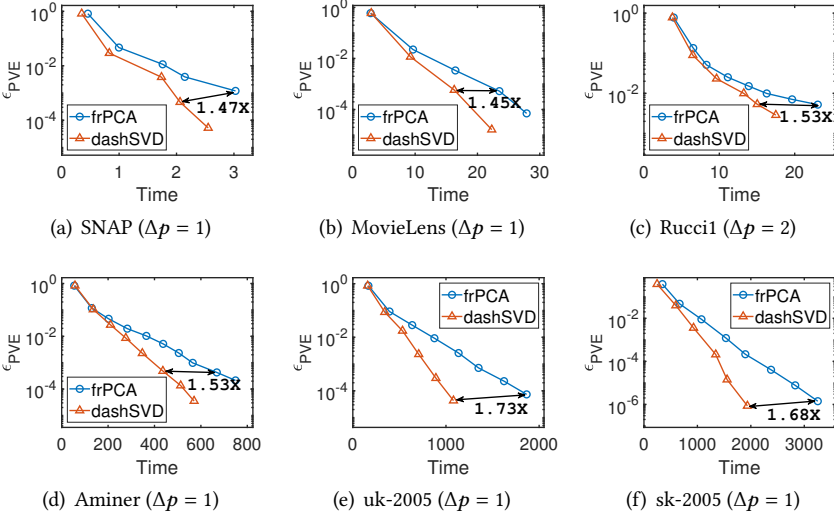 10^0
10^-2
10^-4
ϵ_PVE
frPCA
dashSVD
1.47X
0 1 2 3
Time
(a) SNAP (Δp = 1)
10^0
10^-2
10^-4
ϵ_PVE
frPCA
dashSVD
1.45X
0 10 20 30
Time
(b) MovieLens (Δp = 1)
10^0
10^-2
ϵ_PVE
frPCA
dashSVD
1.53X
0 10 20
Time
(c) Rucci1 (Δp = 2)
10^0
10^-2
10^-4
ϵ_PVE
frPCA
dashSVD
1.53X
0 200 400 600 800
Time
(d) Aminer (Δp = 1)
10^0
10^-2
10^-4
ϵ_PVE
frPCA
dashSVD
1.73X
0 1000 2000
Time
(e) uk-2005 (Δp = 1)
10^-2
10^-4
10^-6
ϵ_PVE
frPCA
dashSVD
1.68X
0 1000 2000 3000
Time
(f) sk-2005 (Δp = 1)